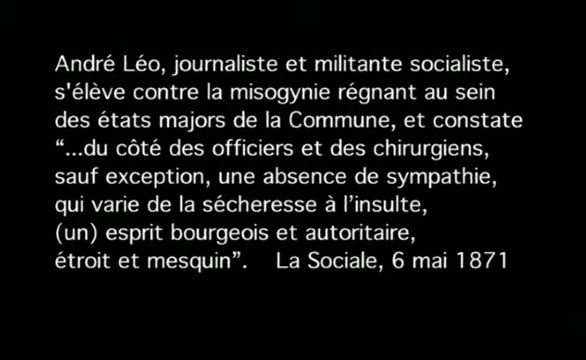 André Léo, journaliste et militante socialiste,
s'élève contre la misogynie régnant au sein
des états majors de la Commune, et constate
“...du côté des officiers et des chirurgiens,
sauf exception, une absence de sympathie,
qui varie de la sécheresse à l’insulte,
(un) esprit bourgeois et autoritaire,
étroit et mesquin”. La Sociale, 6 mai 1871